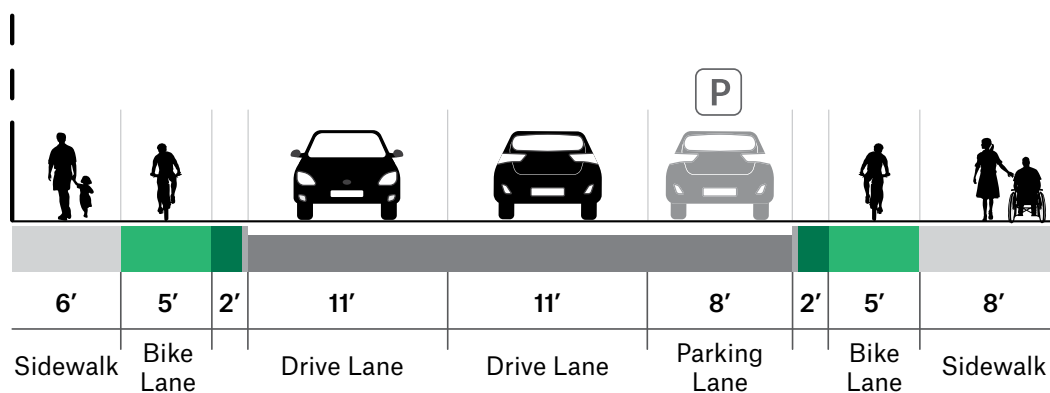 P
6′ 5′ 2′ 11′ 11′ 8′ 2′ 5′ 8′
Sidewalk Bike Lane Drive Lane Drive Lane Parking Lane Bike Lane Sidewalk